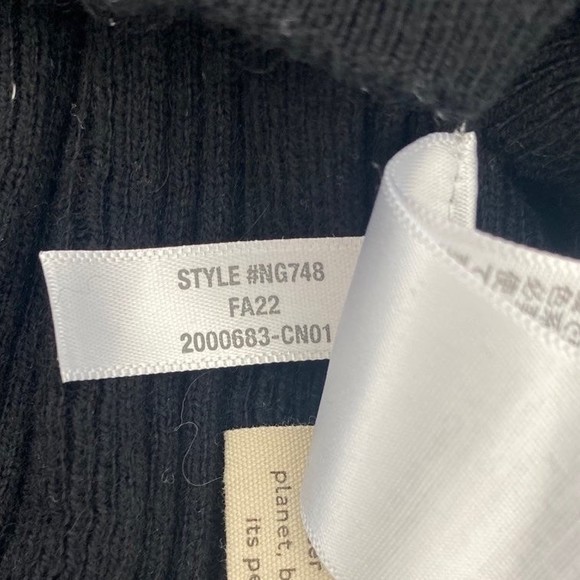 STYLE #NG748
FA22
2000683-CN01
planet, b
its pe